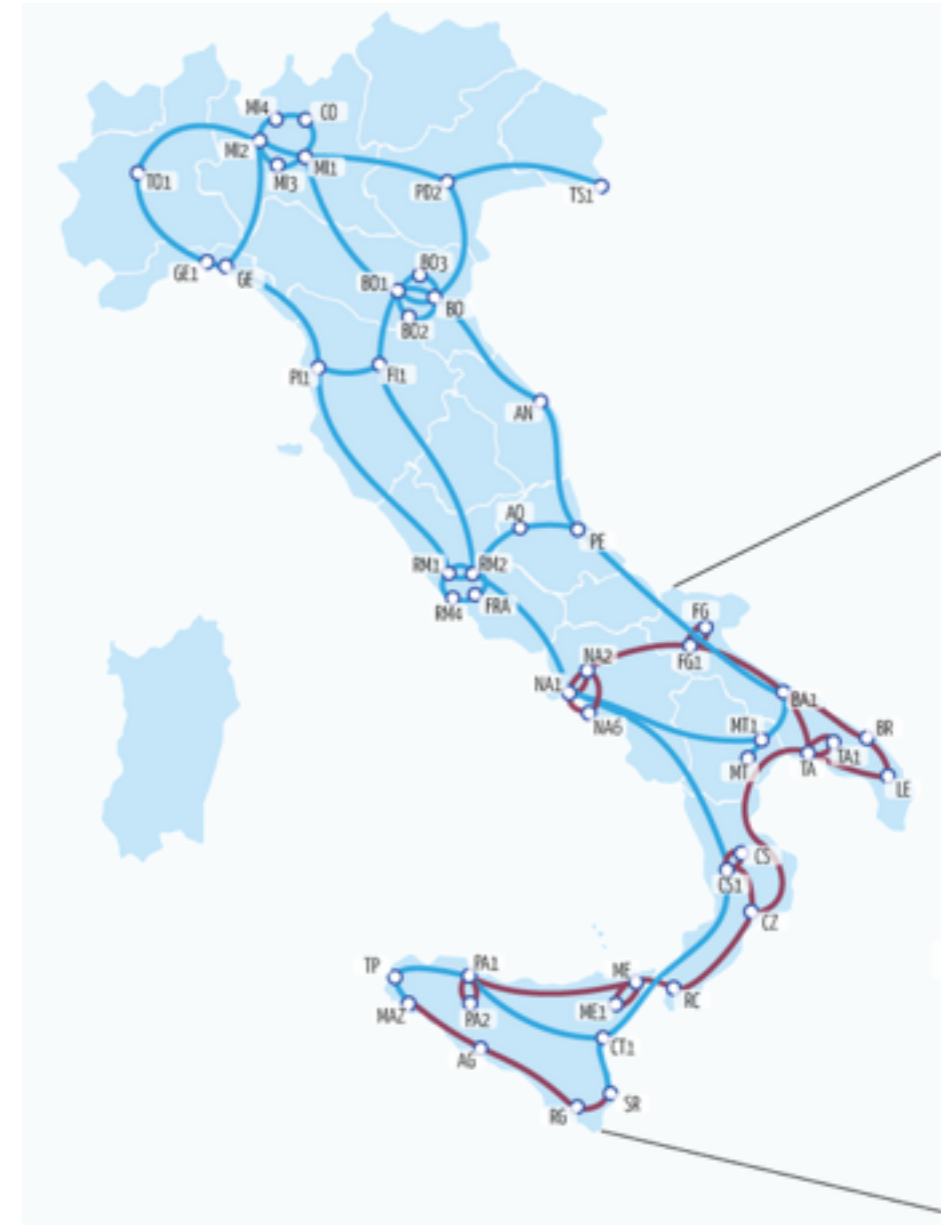 MI4
CO
MI2
MI1
MI3
TO1
PD2
TS1
GE1
GE
BO3
BO1
BO
BO2
PI1
FI1
AN
AQ
PE
RM1
RM2
RM4
FRA
FG
FG1
NA2
NA1
NA6
BA1
MT1
MT
BR
TA
TA1
LE
CS
CS1
CZ
TP
PA1
ME
RC
MAZ
PA2
ME1
CT1
AG
SR
RG